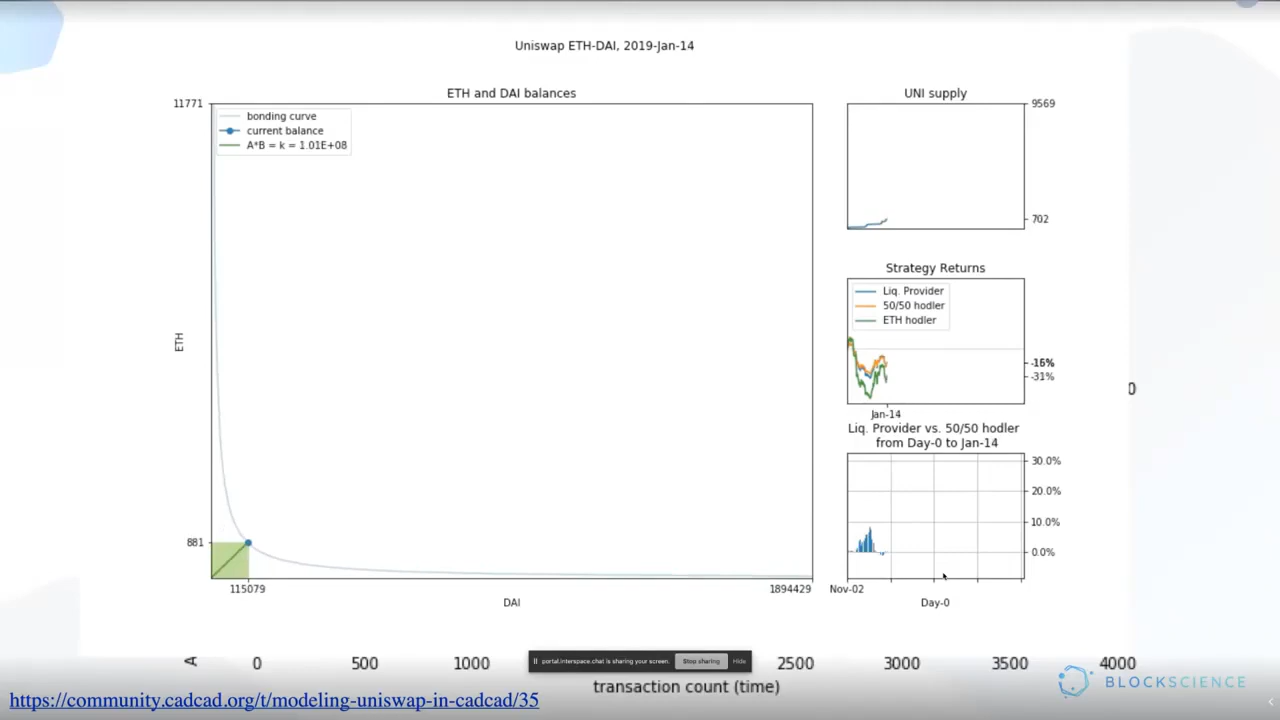 Uniswap ETH-DAI, 2019-Jan-14
ETH and DAI balances
11771
bonding curve
current balance
A*B = k = 1.01E+08
ETH
881
115079
1894429
DAI
UNI supply
9569
702
Strategy Returns
Liq. Provider
50/50 hodler
ETH hodler
-16%
-31%
Jan-14
Liq. Provider vs. 50/50 hodler
from Day-0 to Jan-14
30.0%
20.0%
10.0%
0.0%
Nov-02
Day-0
0
A
0 500 1000 2500 3000 3500 4000
portal.interspace.chat is sharing your screen. Stop sharing Hide
transaction count (time)
BLOCKSCIENCE
https://community.cadcad.org/t/modeling-uniswap-in-cadcad/35